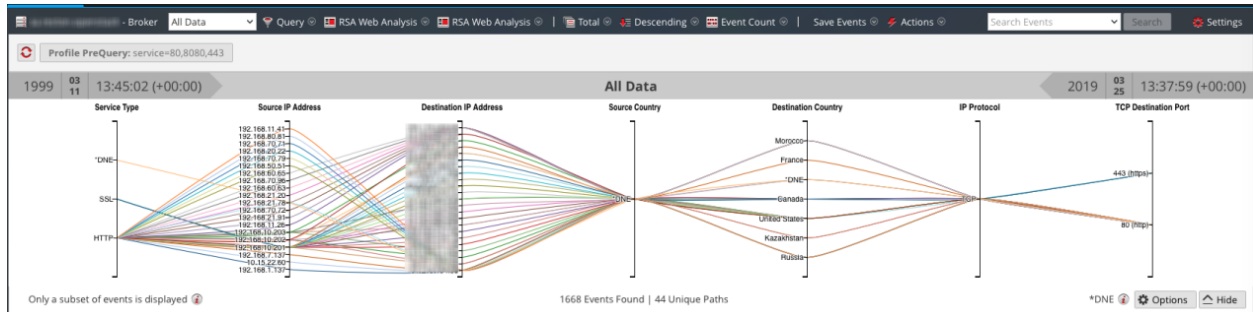 - Broker All Data Query RSA Web Analysis RSA Web Analysis | Total Descending Event Count | Save Events Actions Search Events Search Settings
Profile PreQuery: service=80,8080,443
1999 03 11 13:45:02 (+00:00) All Data 2019 03 25 13:37:59 (+00:00)
Service Type Source IP Address Destination IP Address Source Country Destination Country IP Protocol TCP Destination Port
192.168.11.41
192.168.80.81
192.168.70.71
192.168.20.22
192.168.70.79
192.168.50.51
192.168.60.65
192.168.70.96
192.168.60.63
192.168.21.20
192.168.21.78
192.168.70.72
192.168.21.91
192.168.11.26
192.168.10.203
192.168.10.202
192.168.10.201
192.168.7.137
10.15.22.60
192.168.1.137
*DNE
SSL
HTTP
*DNE
Morocco
France
*DNE
Canada
United States
Kazakhstan
Russia
TCP
443 (https)
80 (http)
Only a subset of events is displayed 1668 Events Found | 44 Unique Paths *DNE Options Hide